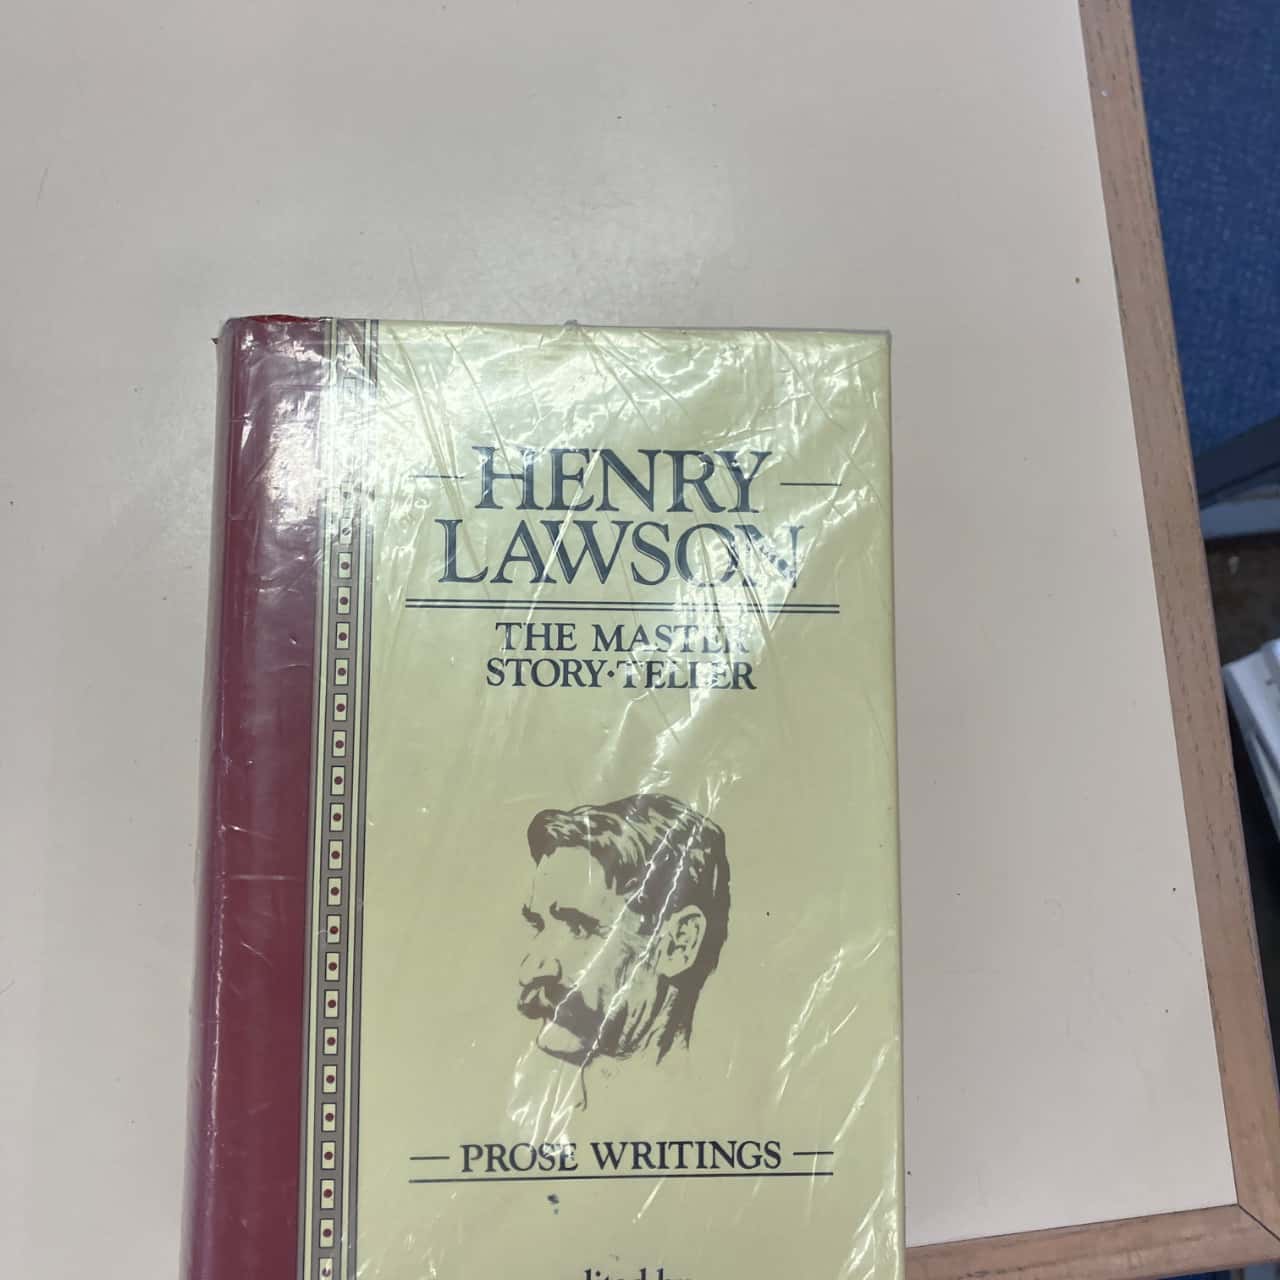 HENRY
LAWSON
THE MASTER
STORY·TELLER
PROSE WRITINGS